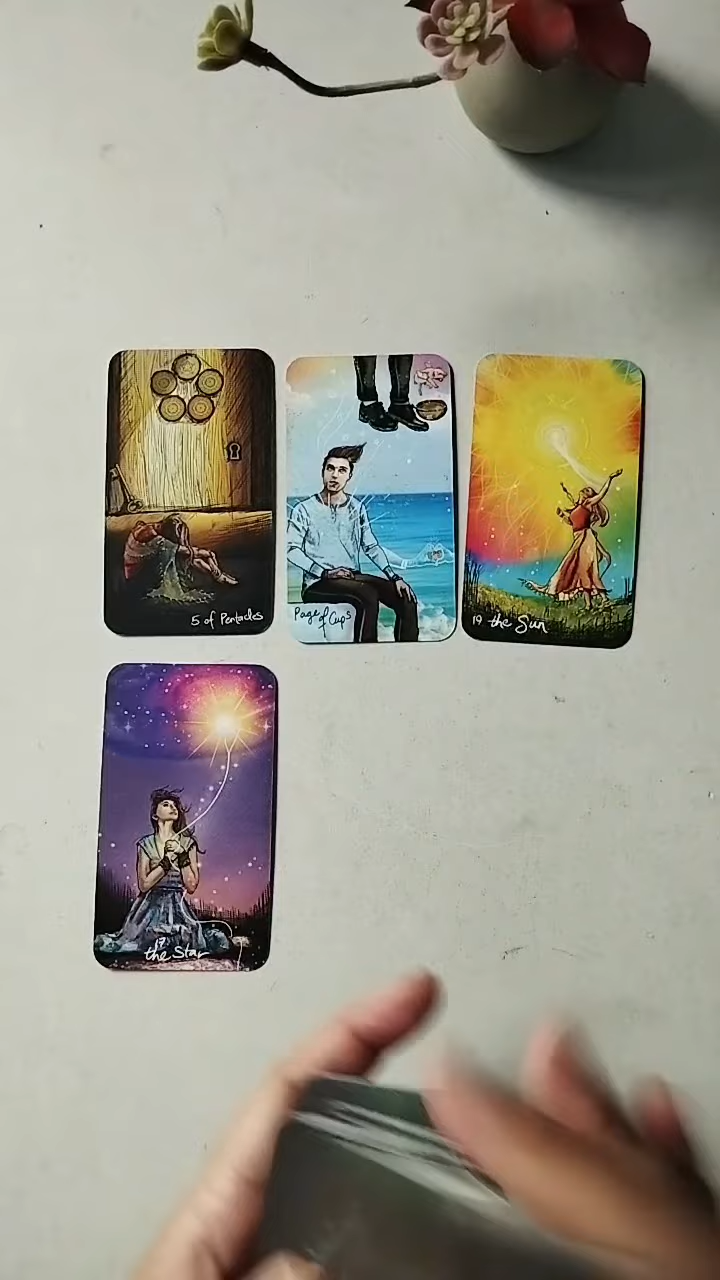 5 of Pentacles
Page of
Cups
19 the Sun
17
the Star